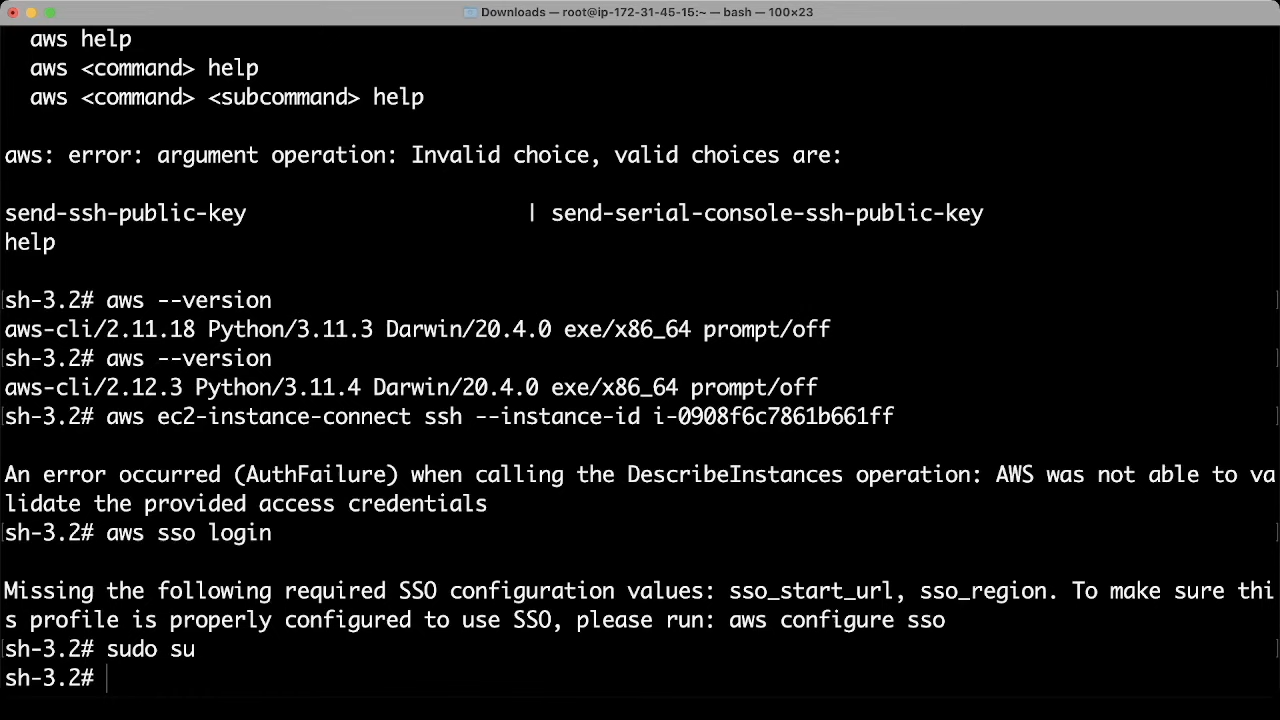 Downloads — root@ip-172-31-45-15:~ — bash — 100×23
aws help
aws <command> help
aws <command> <subcommand> help
aws: error: argument operation: Invalid choice, valid choices are:
send-ssh-public-key | send-serial-console-ssh-public-key
help
sh-3.2# aws --version
aws-cli/2.11.18 Python/3.11.3 Darwin/20.4.0 exe/x86_64 prompt/off
sh-3.2# aws --version
aws-cli/2.12.3 Python/3.11.4 Darwin/20.4.0 exe/x86_64 prompt/off
sh-3.2# aws ec2-instance-connect ssh --instance-id i-0908f6c7861b661ff
An error occurred (AuthFailure) when calling the DescribeInstances operation: AWS was not able to va
lidate the provided access credentials
sh-3.2# aws sso login
Missing the following required SSO configuration values: sso_start_url, sso_region. To make sure thi
s profile is properly configured to use SSO, please run: aws configure sso
sh-3.2# sudo su
sh-3.2#